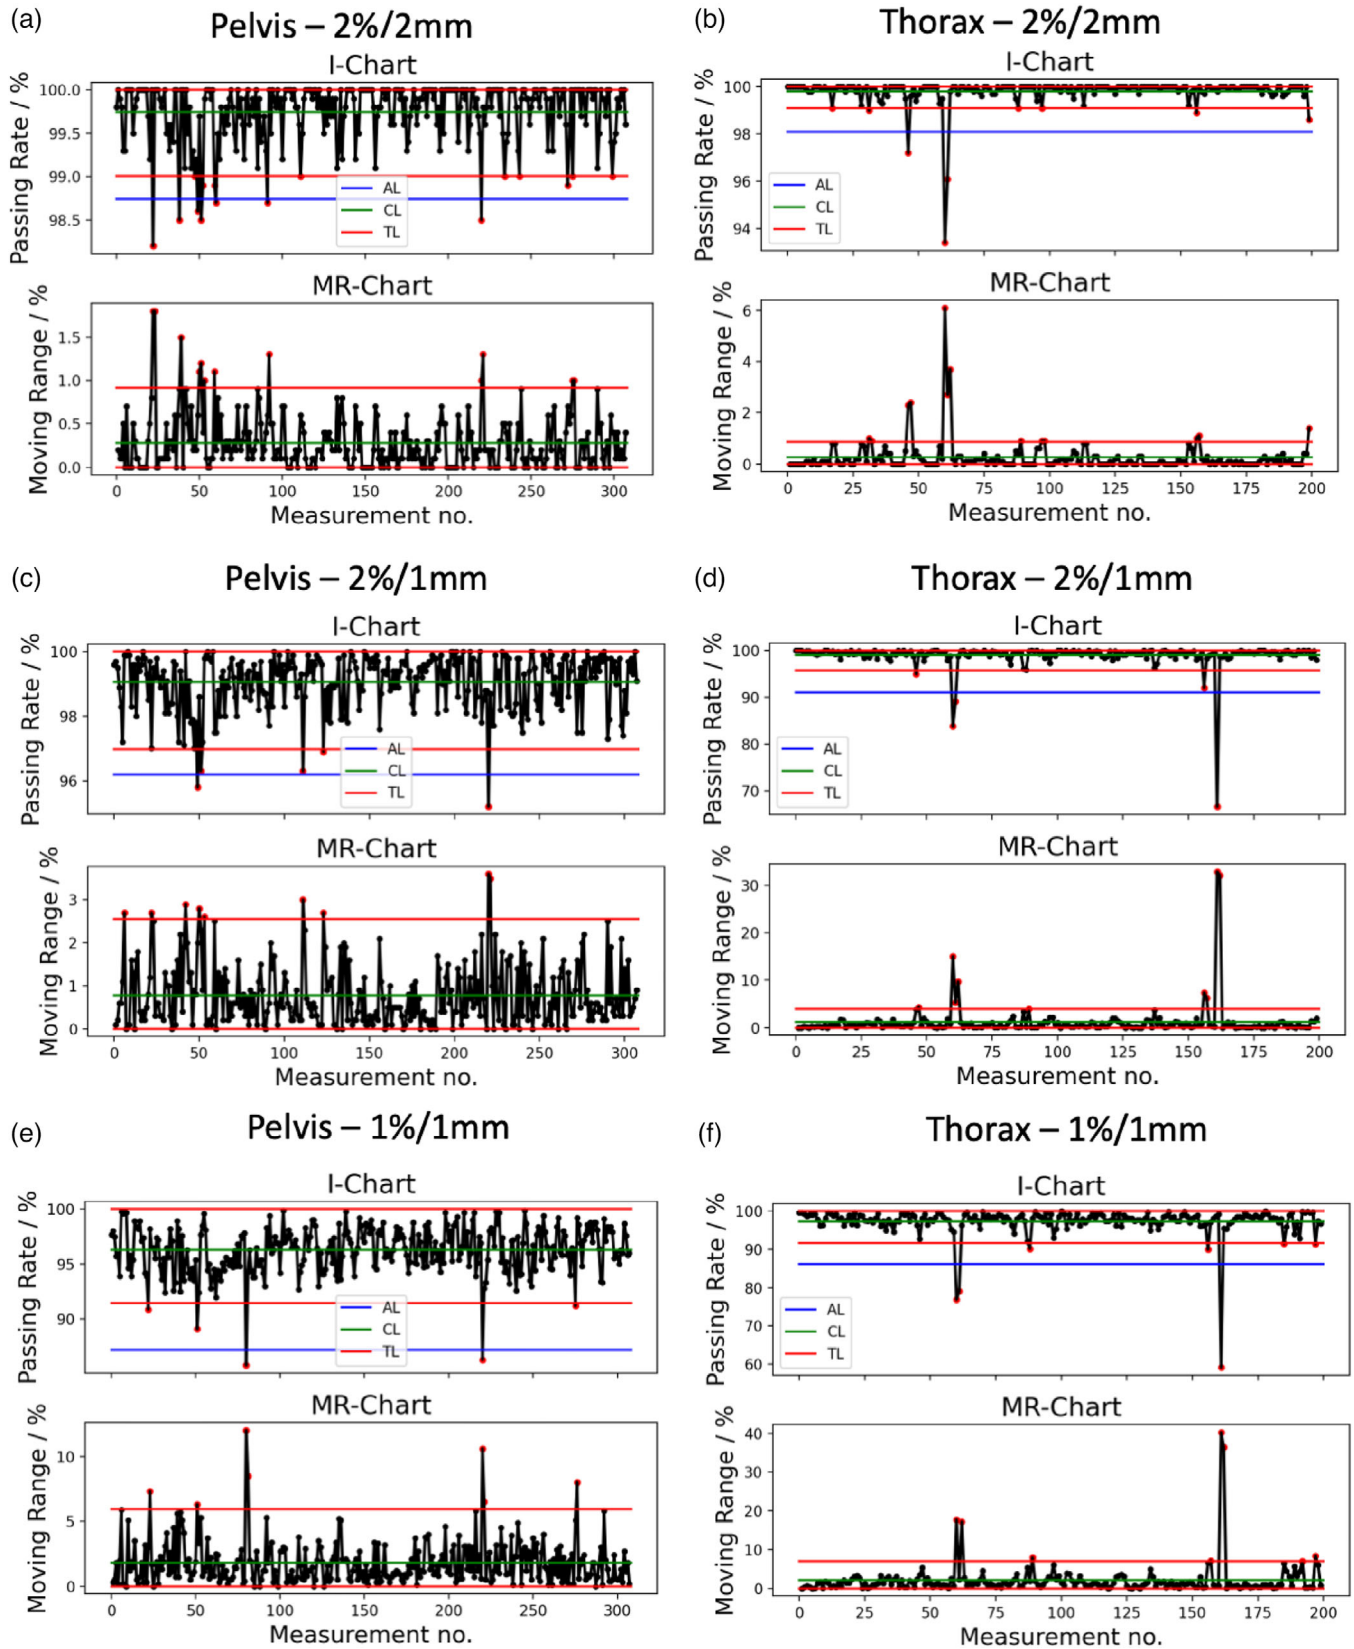 (a) Pelvis – 2%/2mm
I-Chart
Passing Rate / %
100.0
99.5
99.0
98.5
AL
CL
TL
MR-Chart
Moving Range / %
1.5
1.0
0.5
0.0
0 50 100 150 200 250 300
Measurement no.
(b) Thorax – 2%/2mm
I-Chart
Passing Rate / %
100
98
96
94
AL
CL
TL
MR-Chart
Moving Range / %
6
4
2
0
0 25 50 75 100 125 150 175 200
Measurement no.
(c) Pelvis – 2%/1mm
I-Chart
Passing Rate / %
100
98
96
AL
CL
TL
MR-Chart
Moving Range / %
3
2
1
0
0 50 100 150 200 250 300
Measurement no.
(d) Thorax – 2%/1mm
I-Chart
Passing Rate / %
100
90
80
70
AL
CL
TL
MR-Chart
Moving Range / %
30
20
10
0
0 25 50 75 100 125 150 175 200
Measurement no.
(e) Pelvis – 1%/1mm
I-Chart
Passing Rate / %
100
95
90
AL
CL
TL
MR-Chart
Moving Range / %
10
5
0
0 50 100 150 200 250 300
Measurement no.
(f) Thorax – 1%/1mm
I-Chart
Passing Rate / %
100
90
80
70
60
AL
CL
TL
MR-Chart
Moving Range / %
40
30
20
10
0
0 25 50 75 100 125 150 175 200
Measurement no.